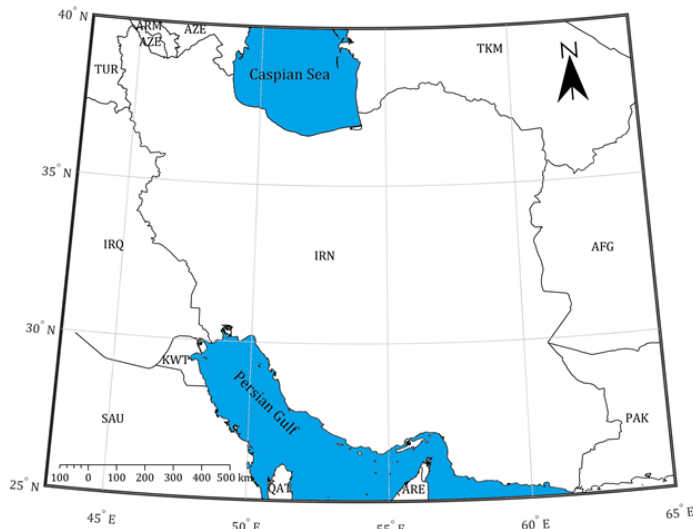 40°N
ARM
AZE
AZE
TUR
Caspian Sea
TKM
N
35°N
IRQ
IRN
AFG
30°N
KWT
Persian Gulf
SAU
PAK
100 0 100 200 300 400 500 km
25°N
QAT
ARE
45°E
50°E
55°E
60°E
65°E